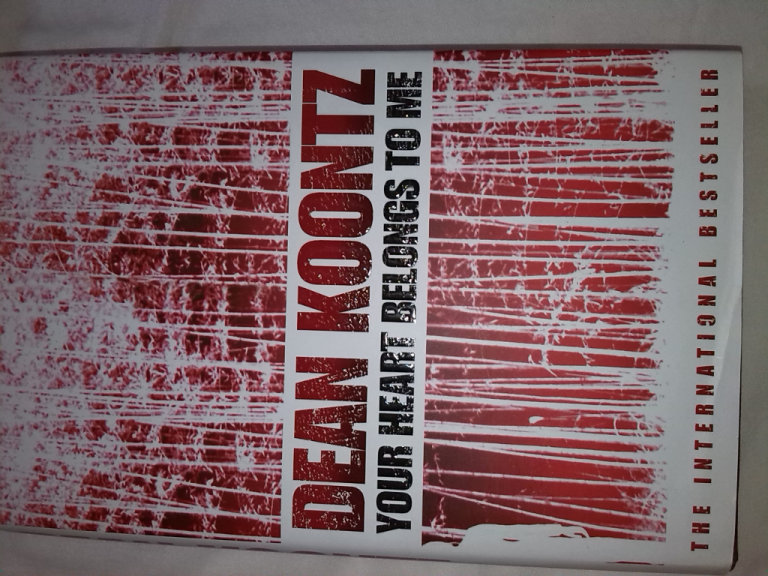 DEAN KOONTZ
YOUR HEART BELONGS TO ME
THE INTERNATIONAL BESTSELLER